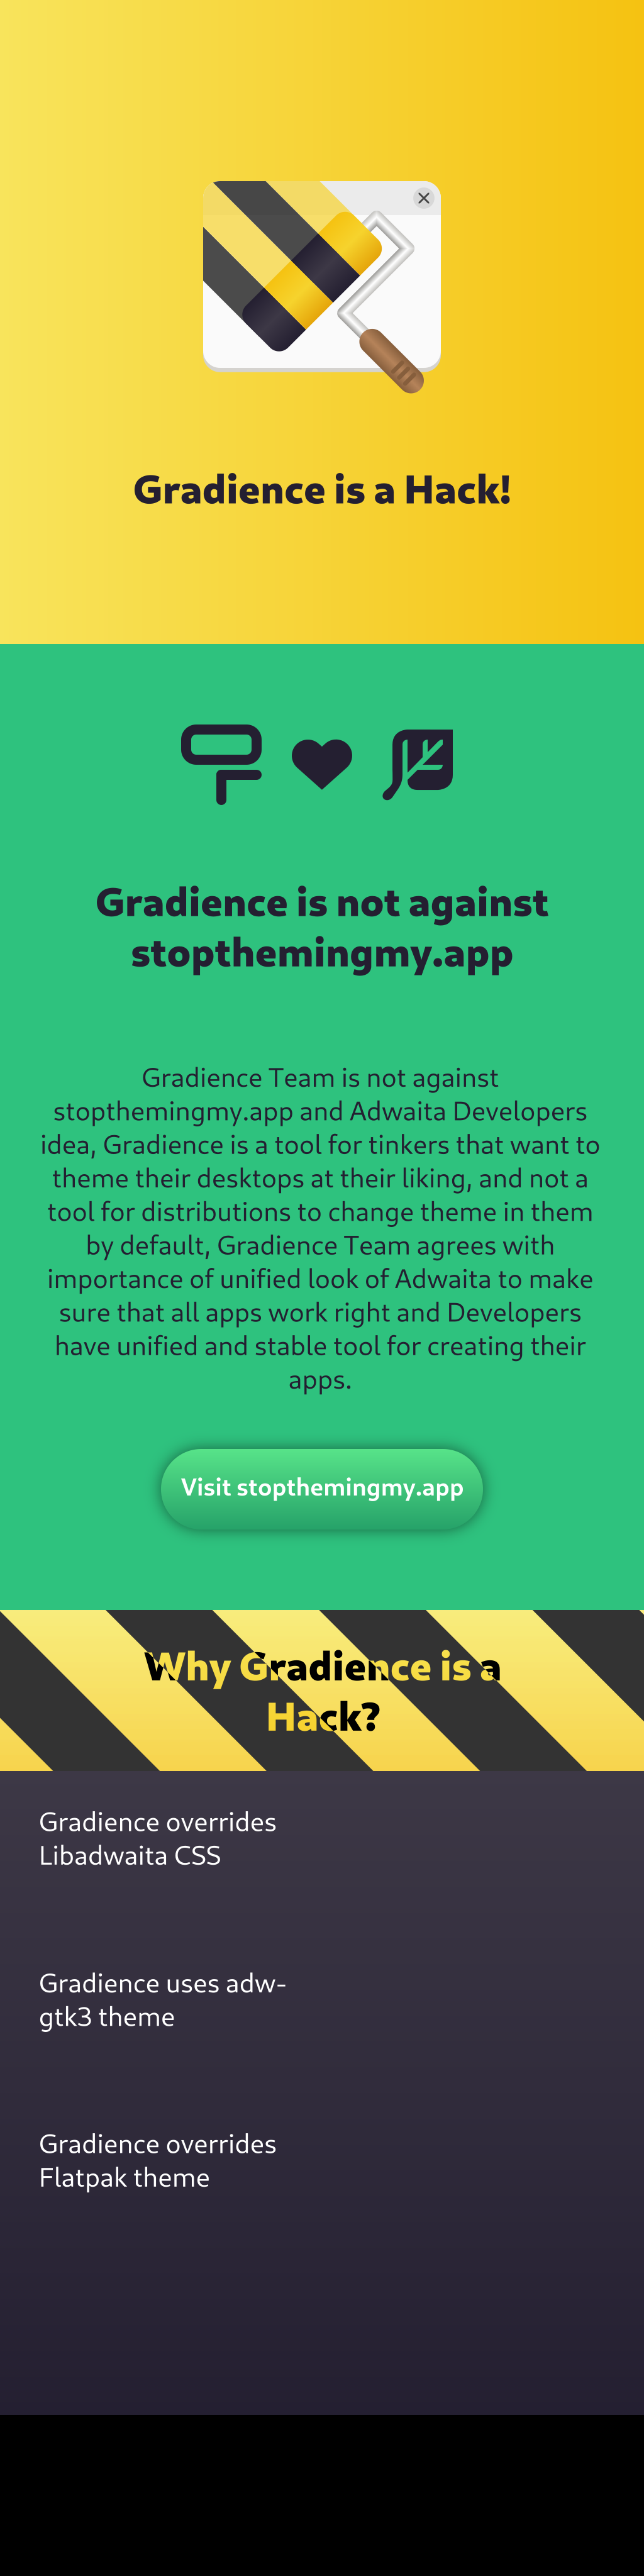 Gradience is a Hack!
Gradience is not against
stopthemingmy.app
Gradience Team is not against
stopthemingmy.app and Adwaita Developers
idea, Gradience is a tool for tinkers that want to
theme their desktops at their liking, and not a
tool for distributions to change theme in them
by default, Gradience Team agrees with
importance of unified look of Adwaita to make
sure that all apps work right and Developers
have unified and stable tool for creating their
apps.
Visit stopthemingmy.app
Why Gradience is a
Hack?
Gradience overrides
Libadwaita CSS
Gradience uses adw-
gtk3 theme
Gradience overrides
Flatpak theme